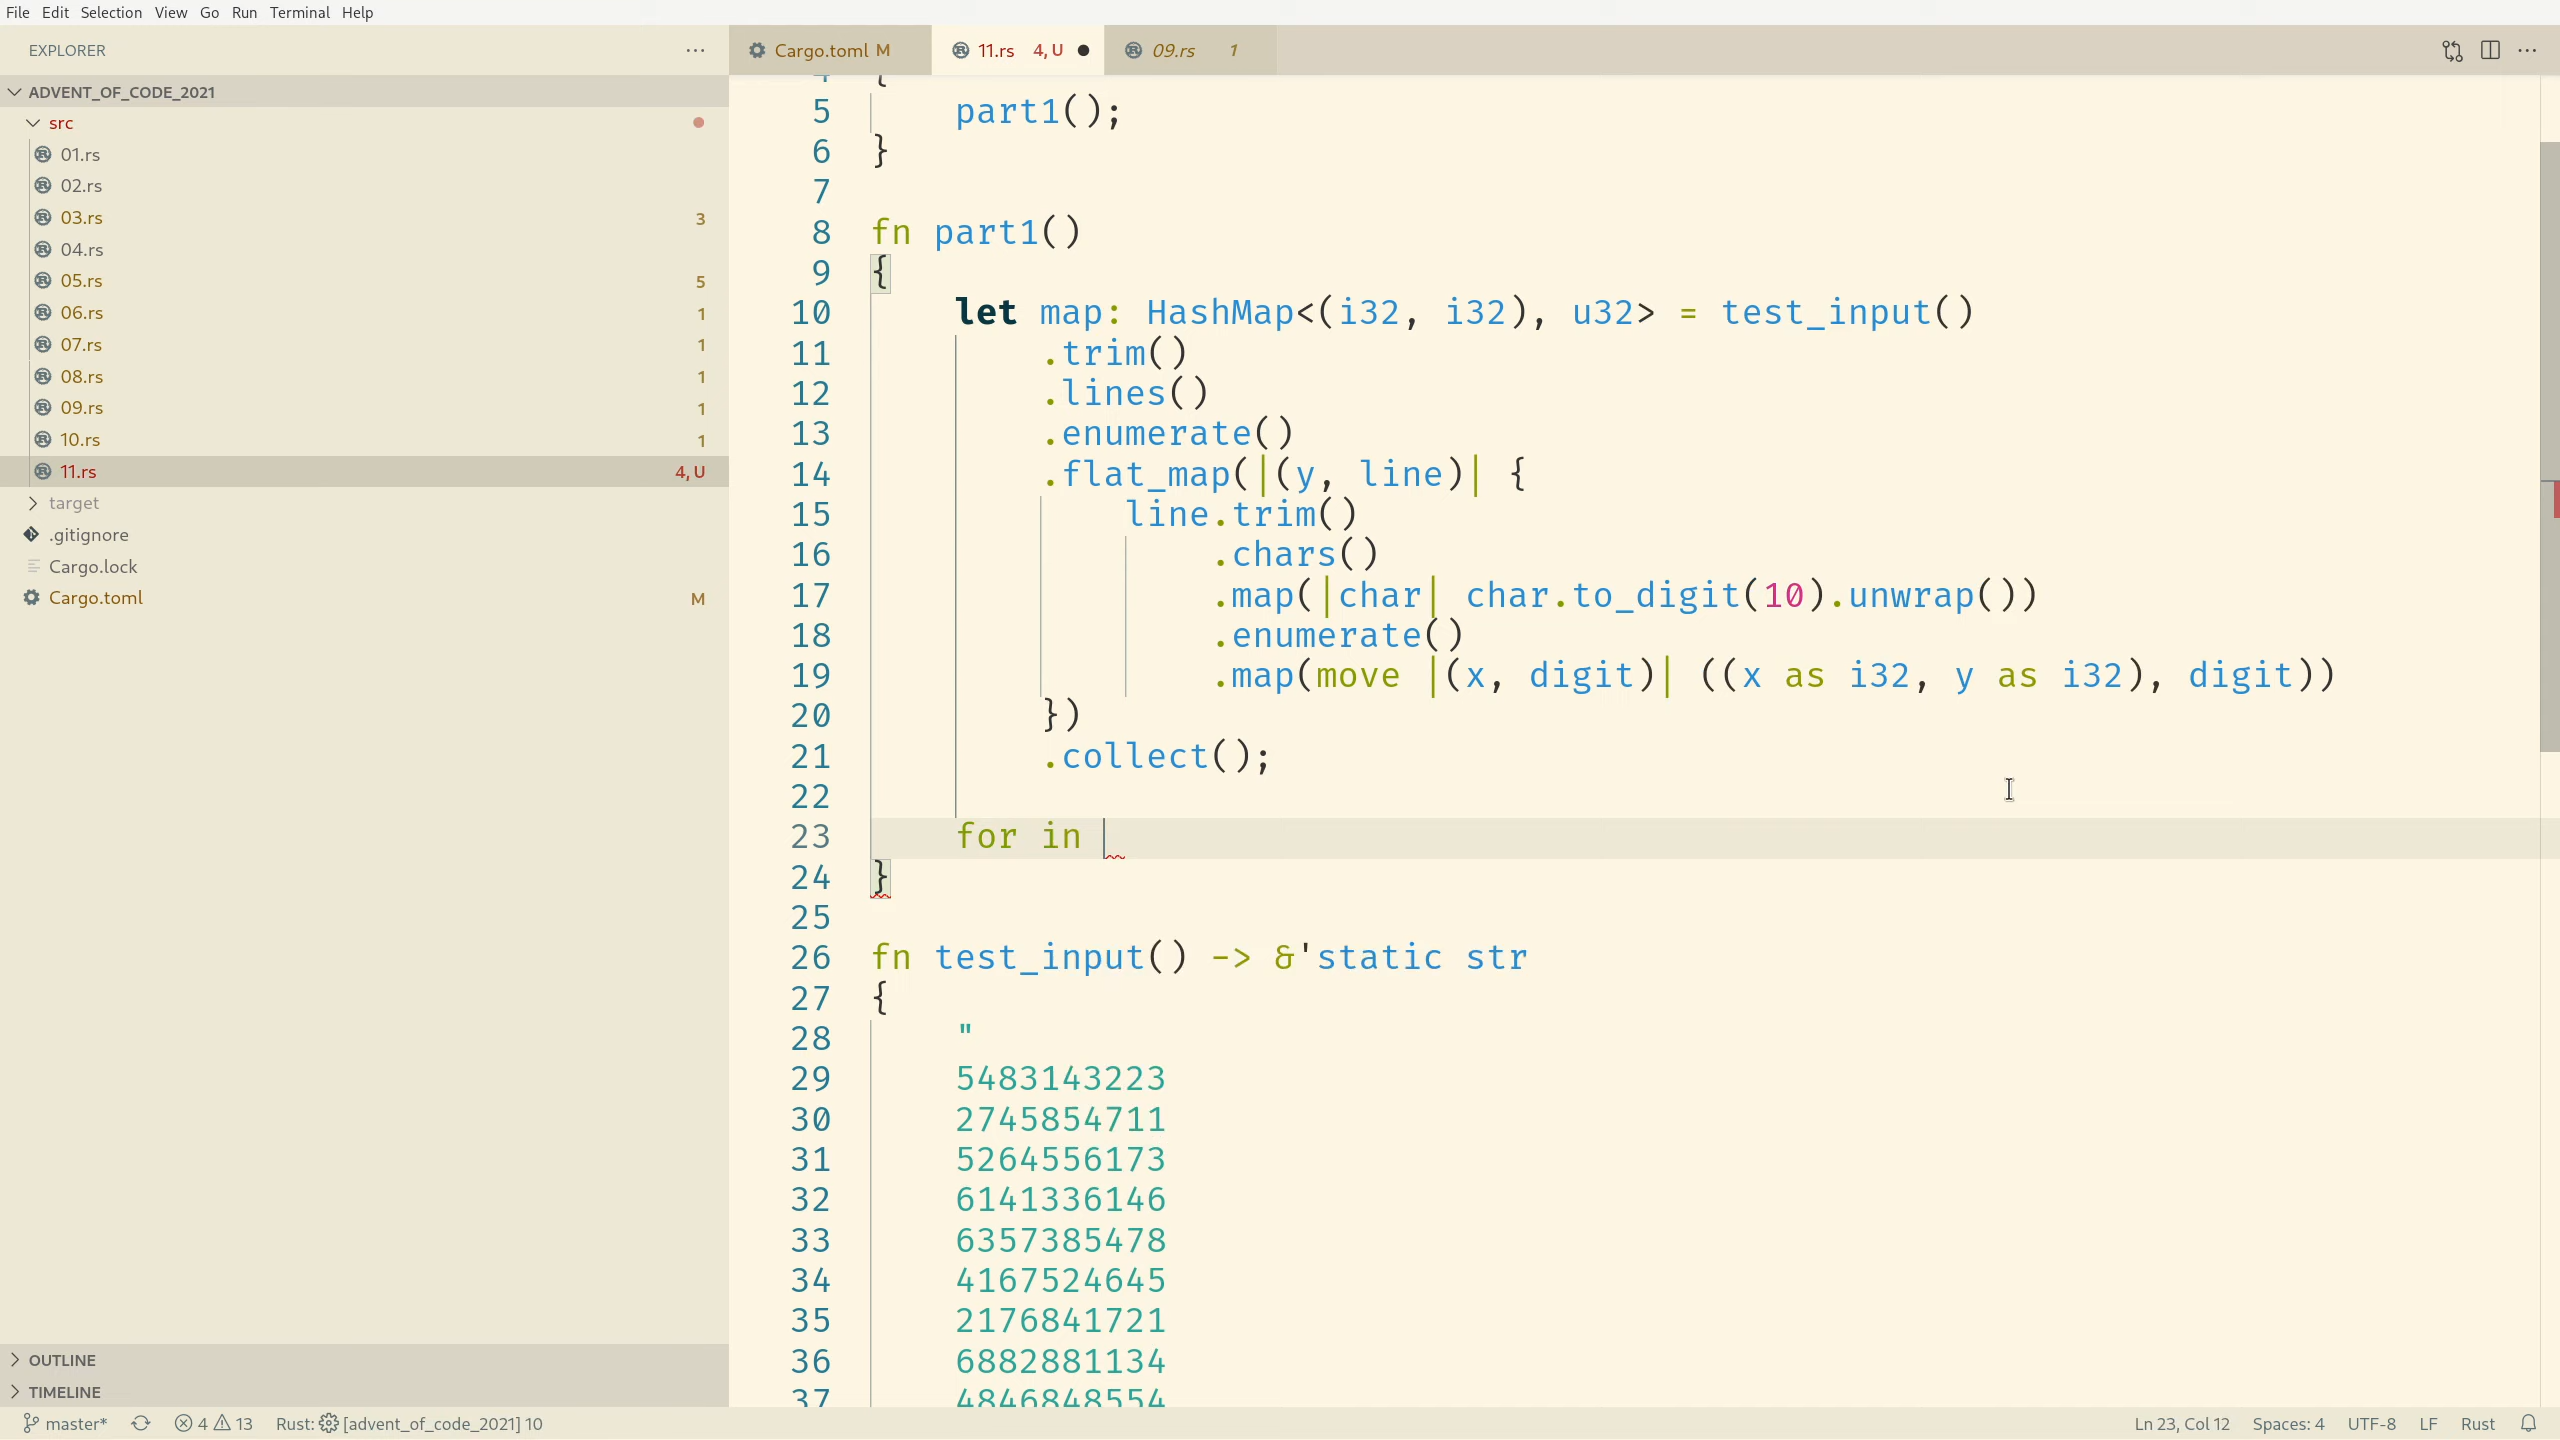 File Edit Selection View Go Run Terminal Help
EXPLORER
ADVENT_OF_CODE_2021
src
01.rs
02.rs
03.rs 3
04.rs
05.rs 5
06.rs 1
07.rs 1
08.rs 1
09.rs 1
10.rs 1
11.rs 4, U
target
.gitignore
Cargo.lock
Cargo.toml M
OUTLINE
TIMELINE
Cargo.toml M 11.rs 4, U 09.rs 1
4 {
5 part1();
6 }
7
8 fn part1()
9 {
10 let map: HashMap<(i32, i32), u32> = test_input()
11 .trim()
12 .lines()
13 .enumerate()
14 .flat_map(|(y, line)| {
15 line.trim()
16 .chars()
17 .map(|char| char.to_digit(10).unwrap())
18 .enumerate()
19 .map(move |(x, digit)| ((x as i32, y as i32), digit))
20 })
21 .collect();
22
23 for in
24 }
25
26 fn test_input() -> &'static str
27 {
28 "
29 5483143223
30 2745854711
31 5264556173
32 6141336146
33 6357385478
34 4167524645
35 2176841721
36 6882881134
37 4846848554
master* 4 13 Rust: [advent_of_code_2021] 10 Ln 23, Col 12 Spaces: 4 UTF-8 LF Rust